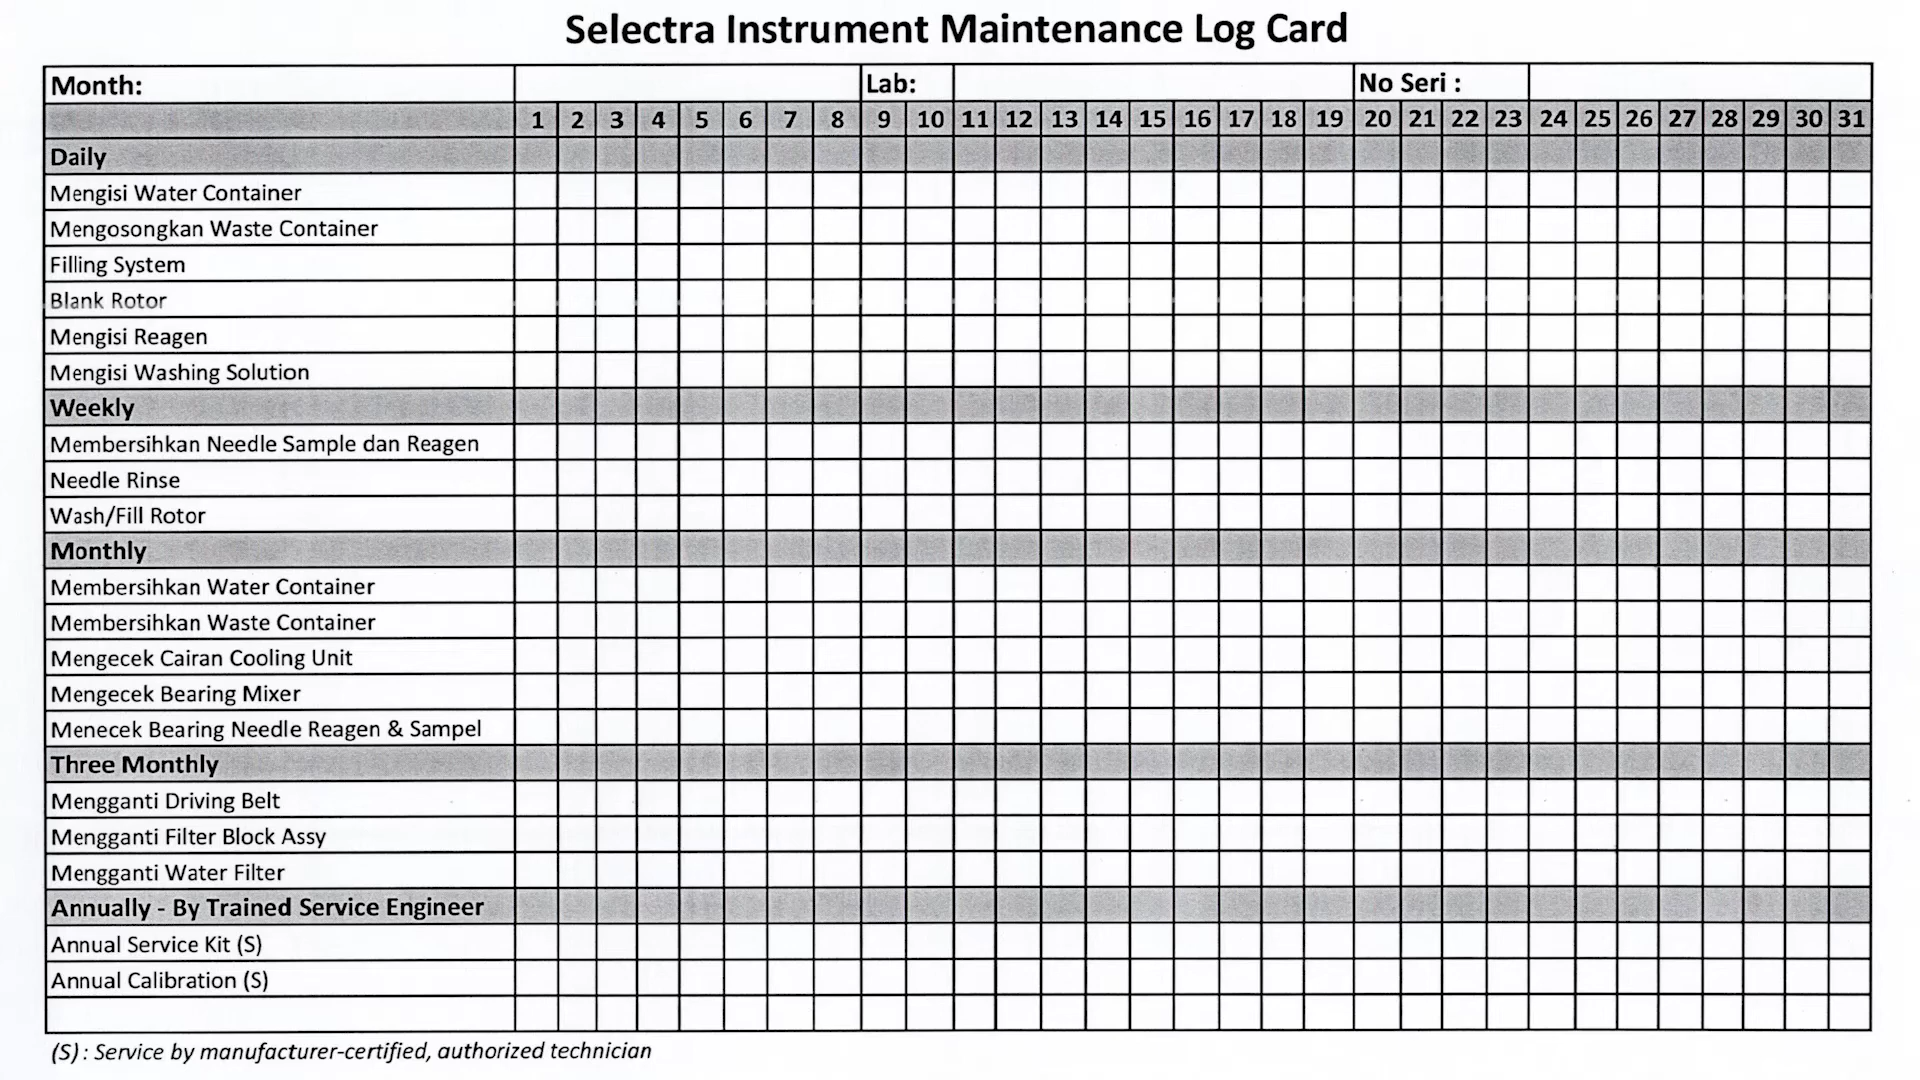 Selectra Instrument Maintenance Log Card
Month: Lab: No Seri :
1 2 3 4 5 6 7 8 9 10 11 12 13 14 15 16 17 18 19 20 21 22 23 24 25 26 27 28 29 30 31
Daily
Mengisi Water Container
Mengosongkan Waste Container
Filling System
Blank Rotor
Mengisi Reagen
Mengisi Washing Solution
Weekly
Membersihkan Needle Sample dan Reagen
Needle Rinse
Wash/Fill Rotor
Monthly
Membersihkan Water Container
Membersihkan Waste Container
Mengecek Cairan Cooling Unit
Mengecek Bearing Mixer
Menecek Bearing Needle Reagen & Sampel
Three Monthly
Mengganti Driving Belt
Mengganti Filter Block Assy
Mengganti Water Filter
Annually - By Trained Service Engineer
Annual Service Kit (S)
Annual Calibration (S)
(S) : Service by manufacturer-certified, authorized technician